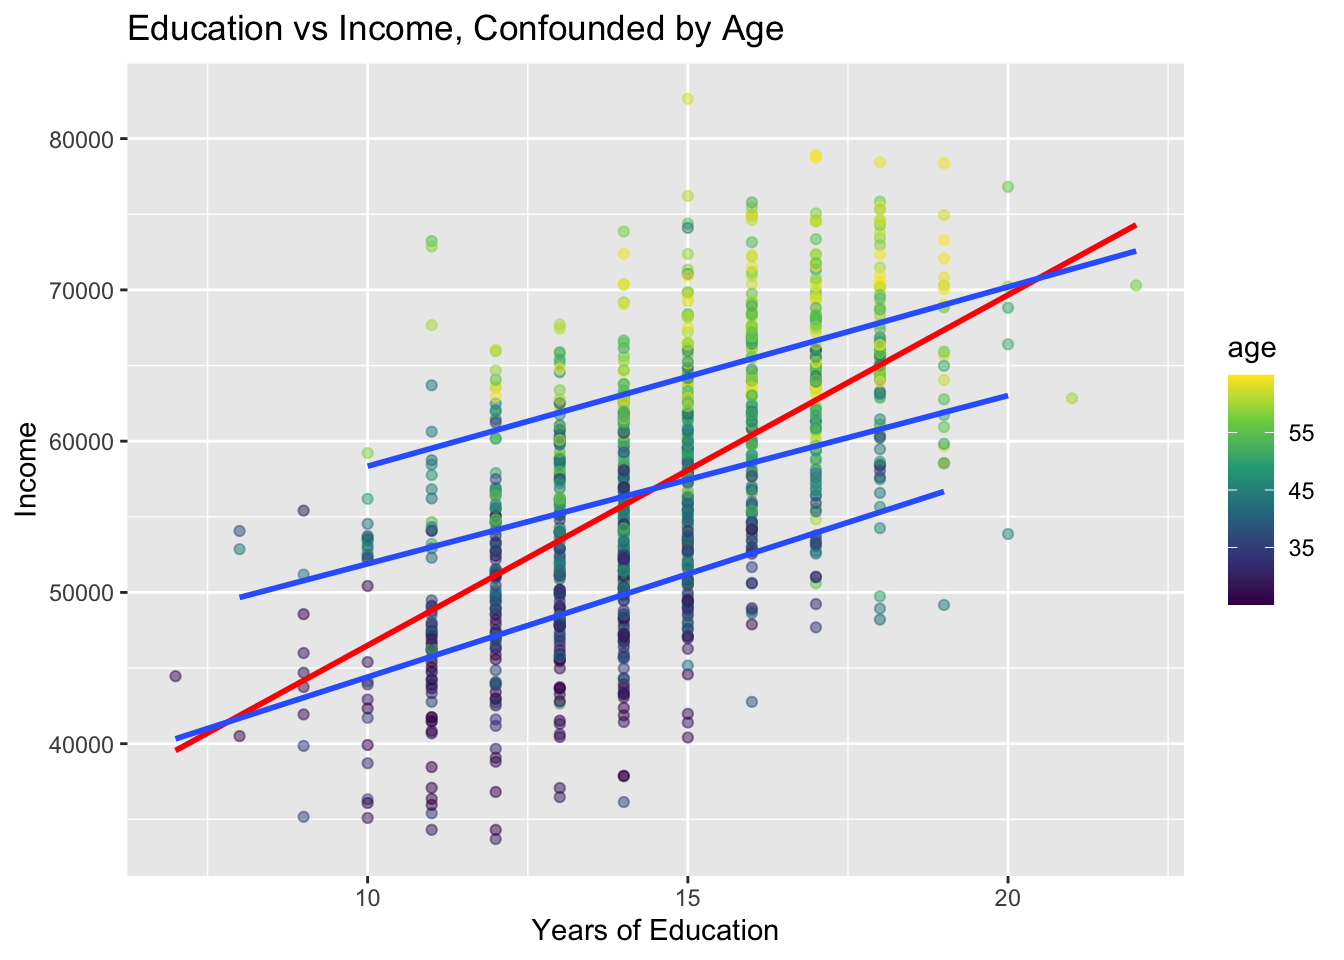 Education vs Income, Confounded by Age
80000
70000
60000
50000
40000
Income
10 15 20
Years of Education
age
55
45
35